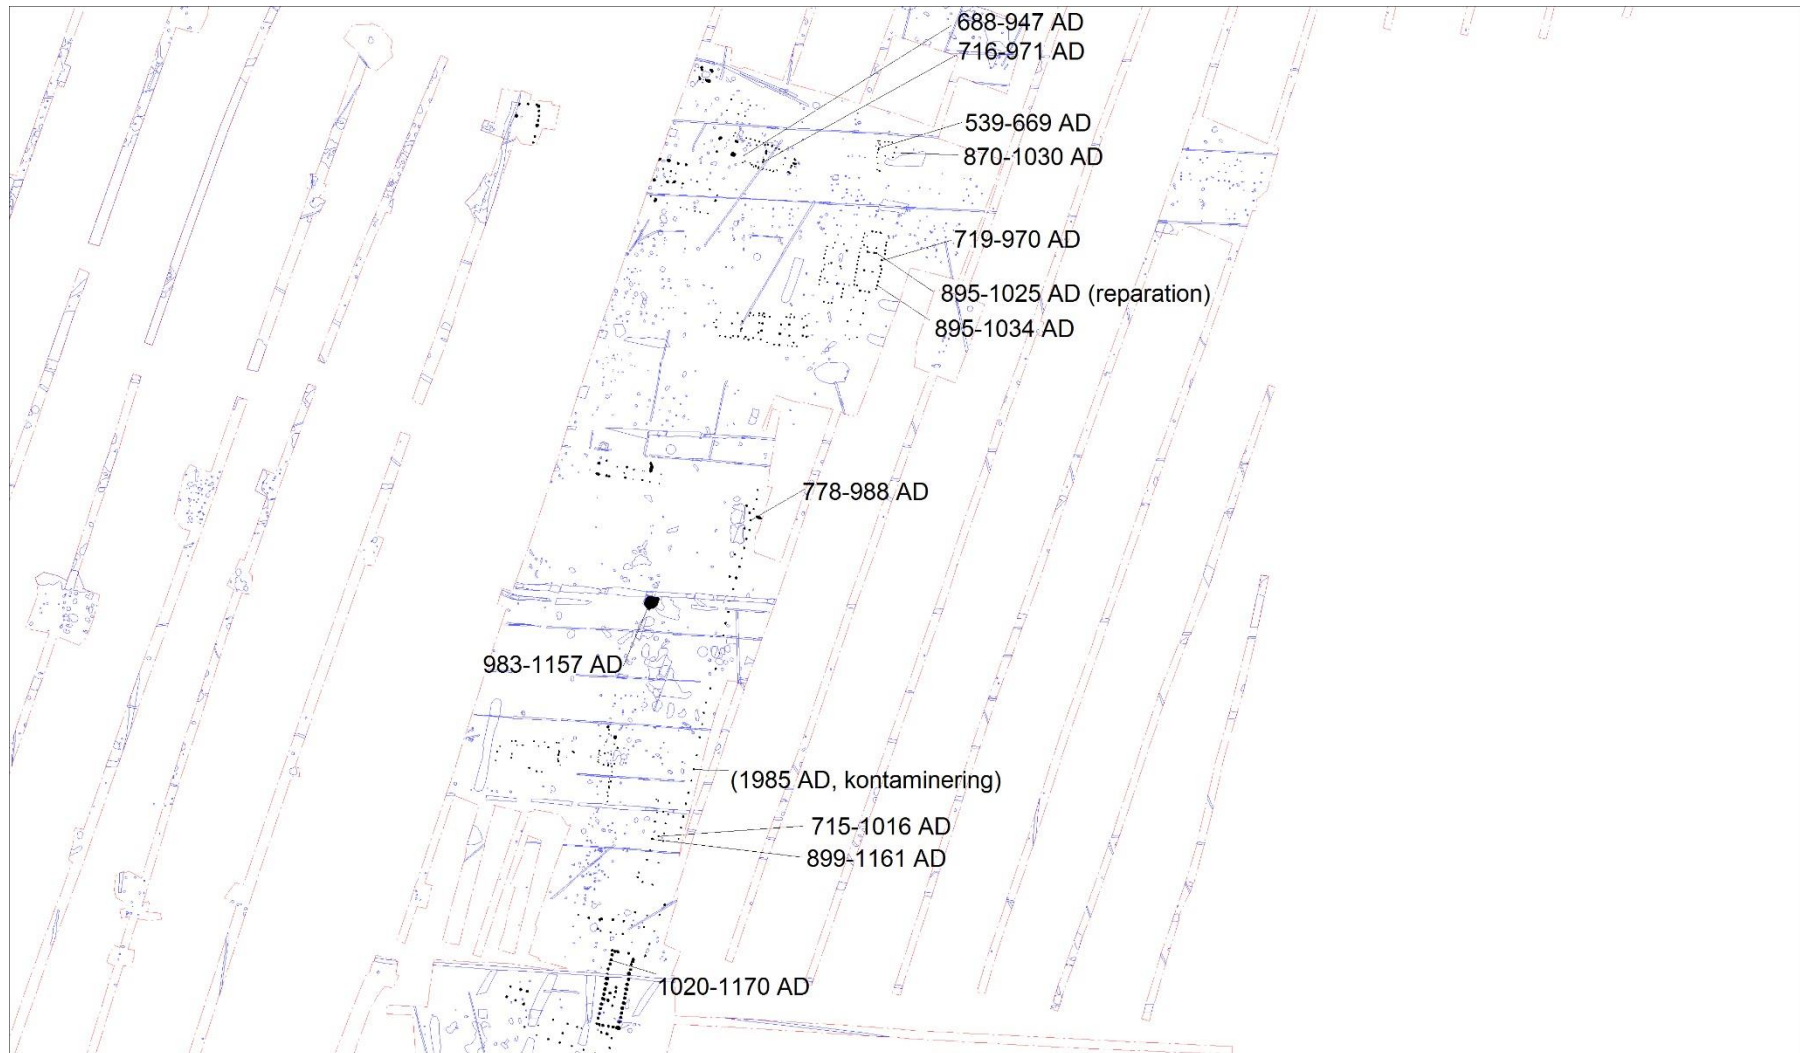 688-947 AD
716-971 AD
539-669 AD
870-1030 AD
719-970 AD
895-1025 AD (reparation)
895-1034 AD
778-988 AD
983-1157 AD
(1985 AD, kontaminering)
715-1016 AD
899-1161 AD
1020-1170 AD